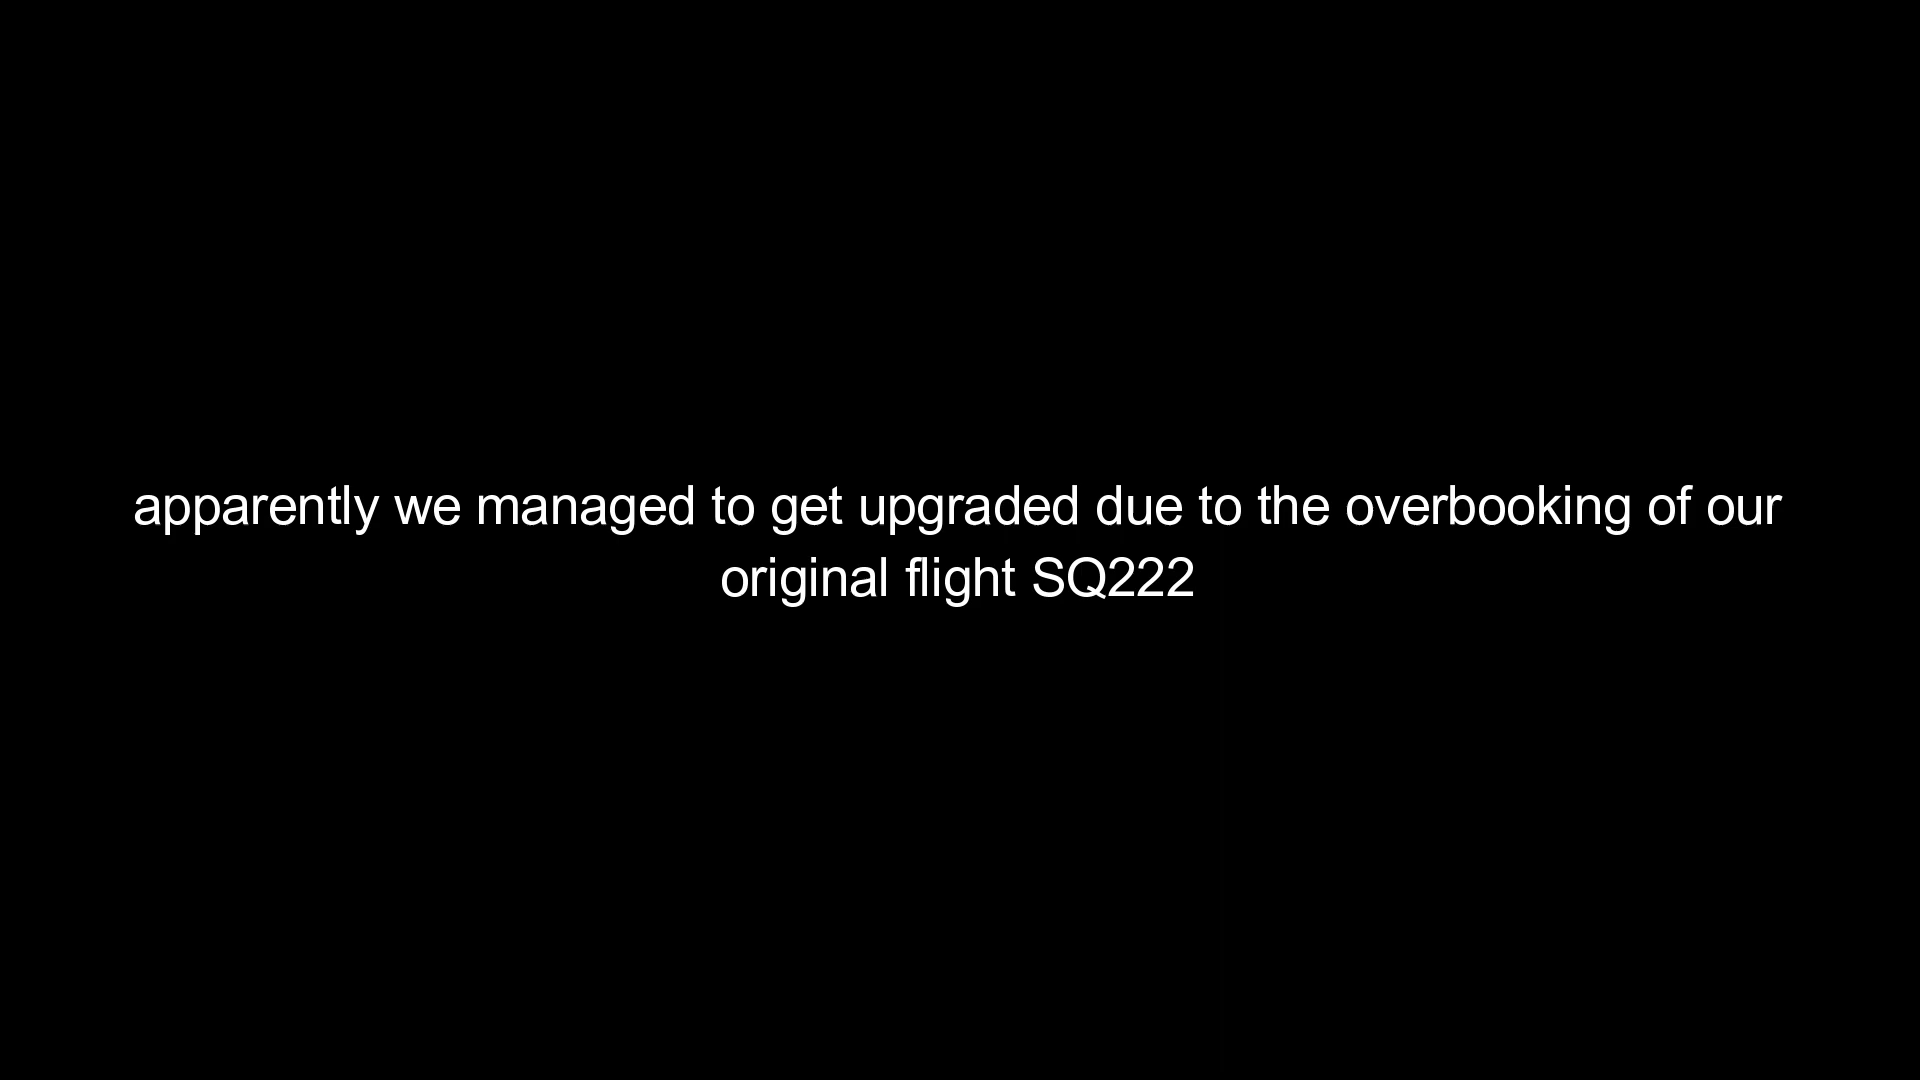 apparently we managed to get upgraded due to the overbooking of our
original flight SQ222